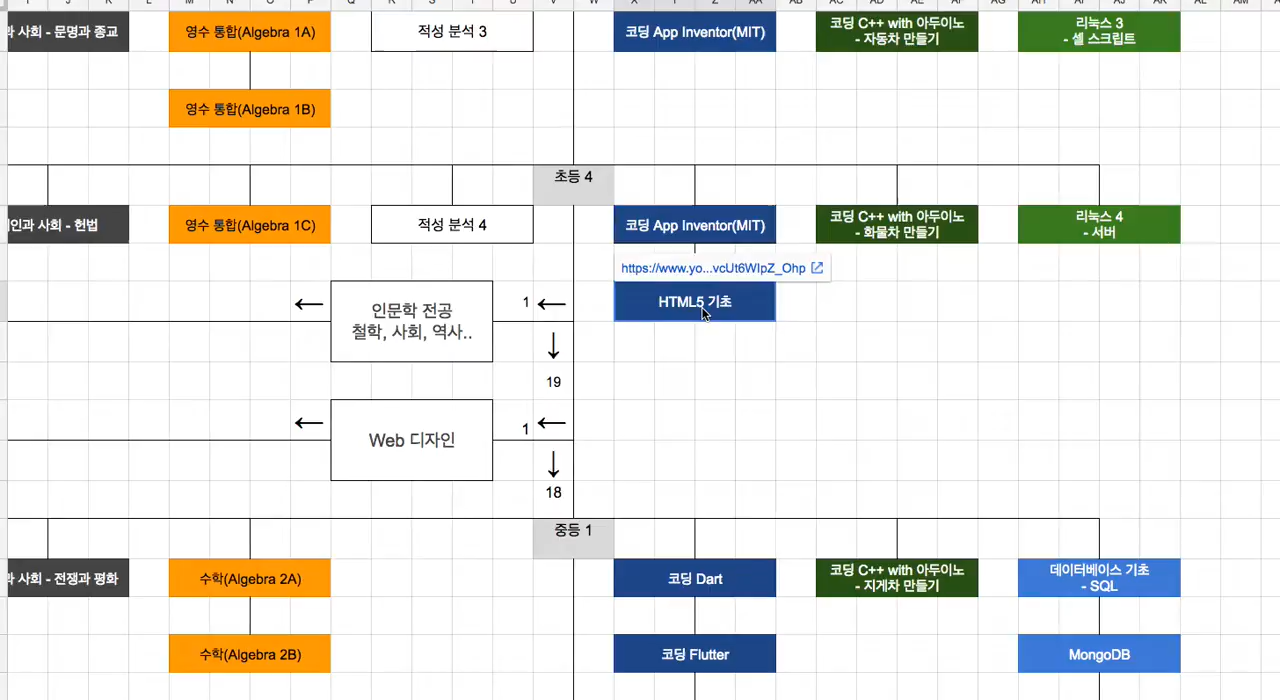 과 사회 - 문명과 종교
영수 통합(Algebra 1A)
적성 분석 3
코딩 App Inventor(MIT)
코딩 C++ with 아두이노
- 자동차 만들기
리눅스 3
- 셸 스크립트
영수 통합(Algebra 1B)
초등 4
인과 사회 - 헌법
영수 통합(Algebra 1C)
적성 분석 4
코딩 App Inventor(MIT)
코딩 C++ with 아두이노
- 화물차 만들기
리눅스 4
- 서버
https://www.yo...vcUt6WIpZ_Ohp
HTML5 기초
인문학 전공
철학, 사회, 역사..
← 1 ←
↓
19
Web 디자인
← 1 ←
↓
18
중등 1
과 사회 - 전쟁과 평화
수학(Algebra 2A)
코딩 Dart
코딩 C++ with 아두이노
- 지게차 만들기
데이터베이스 기초
- SQL
수학(Algebra 2B)
코딩 Flutter
MongoDB